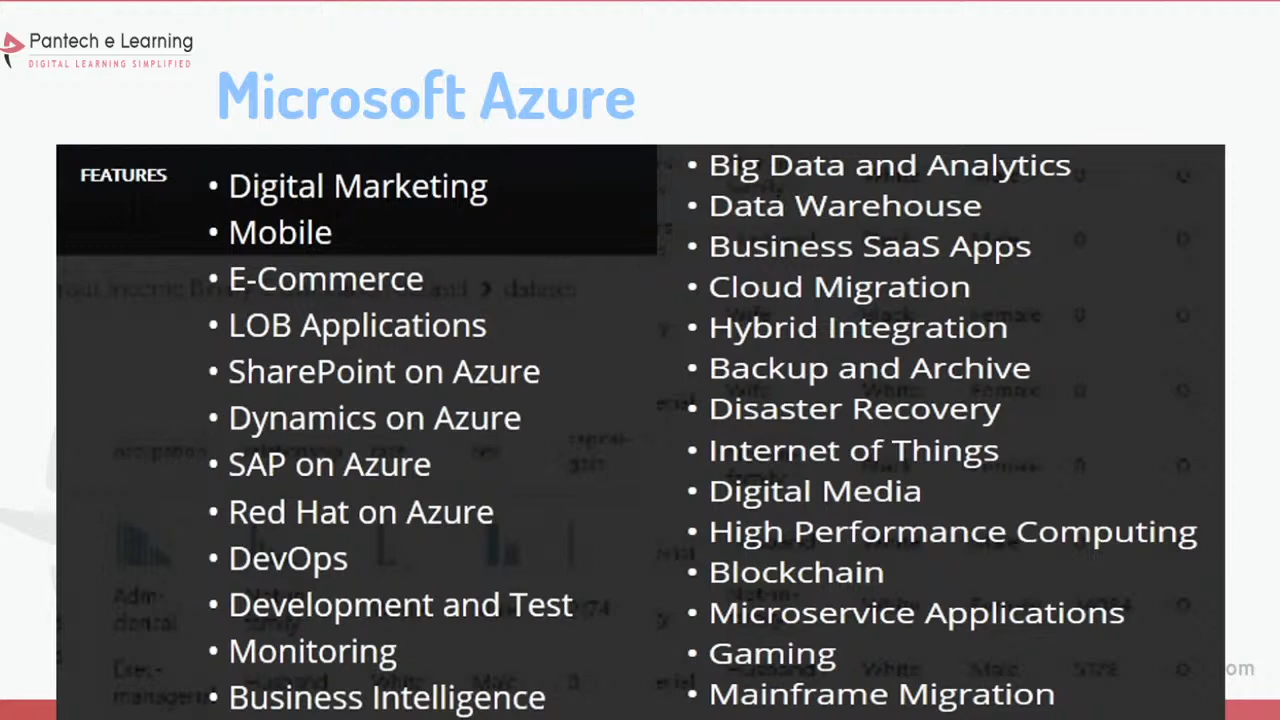 Pantech e Learning
DIGITAL LEARNING SIMPLIFIED
Microsoft Azure
FEATURES
• Digital Marketing
• Mobile
• E-Commerce
• LOB Applications
• SharePoint on Azure
• Dynamics on Azure
• SAP on Azure
• Red Hat on Azure
• DevOps
• Development and Test
• Monitoring
• Business Intelligence
• Big Data and Analytics
• Data Warehouse
• Business SaaS Apps
• Cloud Migration
• Hybrid Integration
• Backup and Archive
• Disaster Recovery
• Internet of Things
• Digital Media
• High Performance Computing
• Blockchain
• Microservice Applications
• Gaming
• Mainframe Migration
om